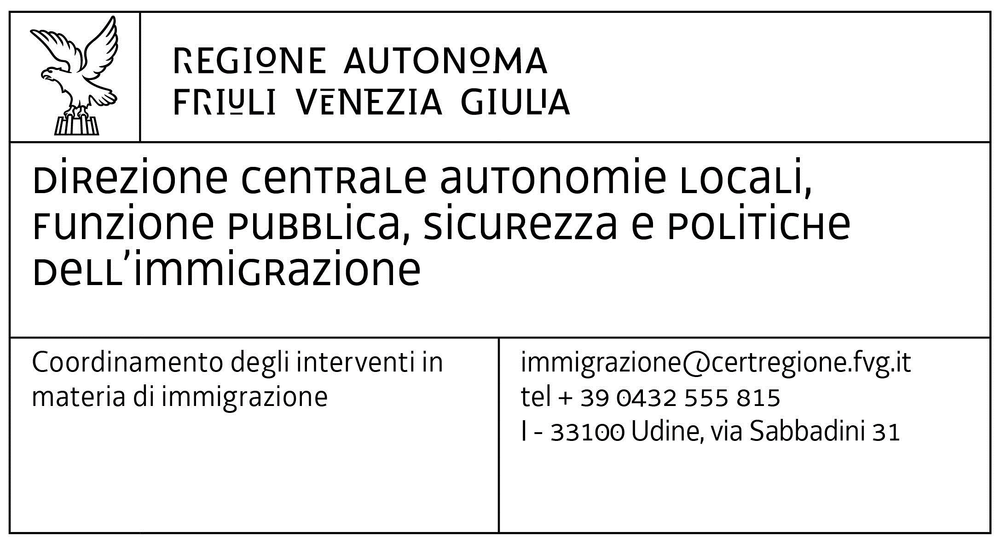 REGIONE AUTONOMA
FRIULI VENEZIA GIULIA
Direzione centrale autonomie locali,
funzione pubblica, sicurezza e politiche
dell'immigrazione
Coordinamento degli interventi in
materia di immigrazione
immigrazione@certregione.fvg.it
tel + 39 0432 555 815
I - 33100 Udine, via Sabbadini 31